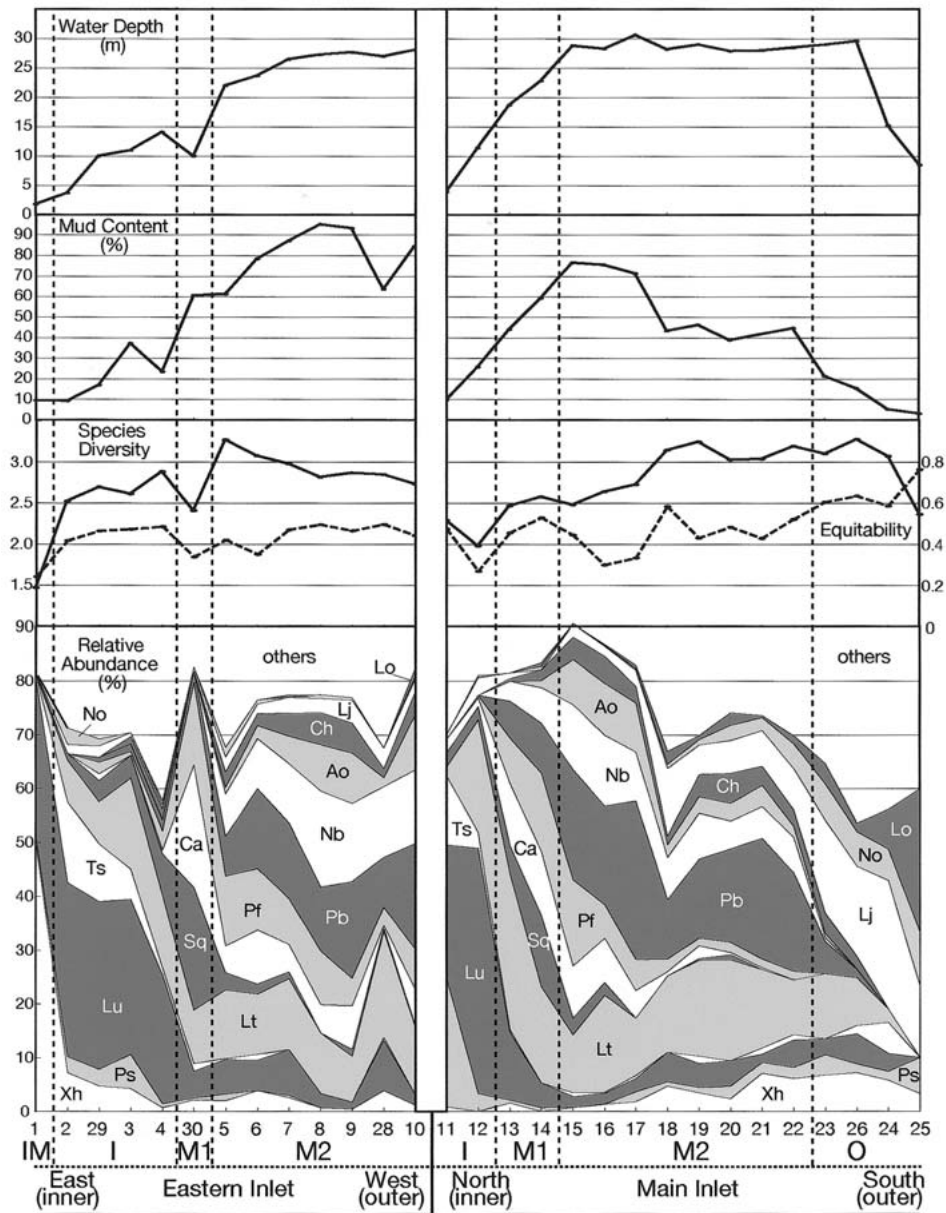 Water Depth
(m)
30
25
20
15
10
5
0
Mud Content
(%)
90
80
70
60
50
40
30
20
10
0
Species
Diversity
3.0
2.5
2.0
1.5
0.8
0.6
0.4
0.2
0
Equitability
90
80
70
60
50
40
30
20
10
0
Relative
Abundance
(%)
others
No
Lo
Lj
Ch
Ao
Nb
Ts
Ca
Pf
Pb
Sq
Lu
Lt
Ps
Xh
others
Ao
Nb
Ts
Ca
Ch
Lo
No
Pf
Pb
Lj
Sq
Lu
Lt
Xh
Ps
1 2 29 3 4 30 5 6 7 8 9 28 10
11 12 13 14 15 16 17 18 19 20 21 22 23 26 24 25
IM I M1 M2 I M1 M2 O
East
(inner)
Eastern Inlet
West
(outer)
North
(inner)
Main Inlet
South
(outer)